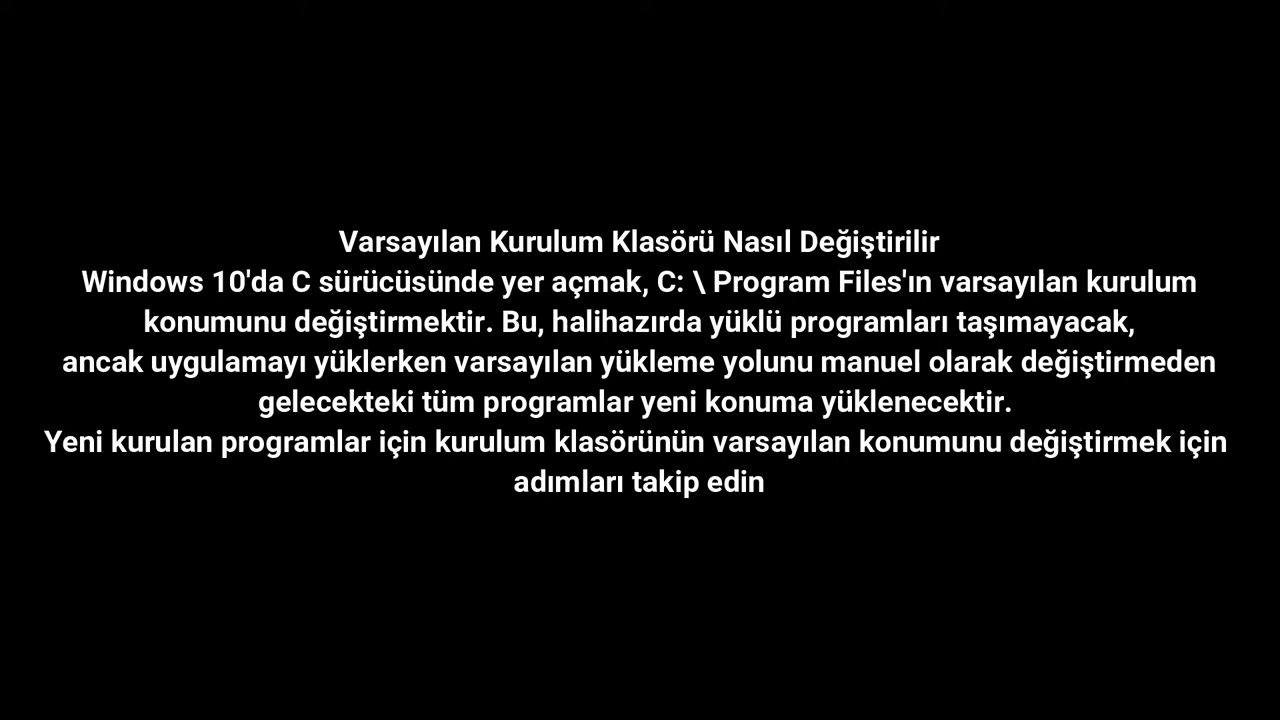 Varsayılan Kurulum Klasörü Nasıl Değiştirilir
Windows 10'da C sürücüsünde yer açmak, C: \ Program Files'ın varsayılan kurulum
konumunu değiştirmektir. Bu, halihazırda yüklü programları taşımayacak,
ancak uygulamayı yüklerken varsayılan yükleme yolunu manuel olarak değiştirmeden
gelecekteki tüm programlar yeni konuma yüklenecektir.
Yeni kurulan programlar için kurulum klasörünün varsayılan konumunu değiştirmek için
adımları takip edin